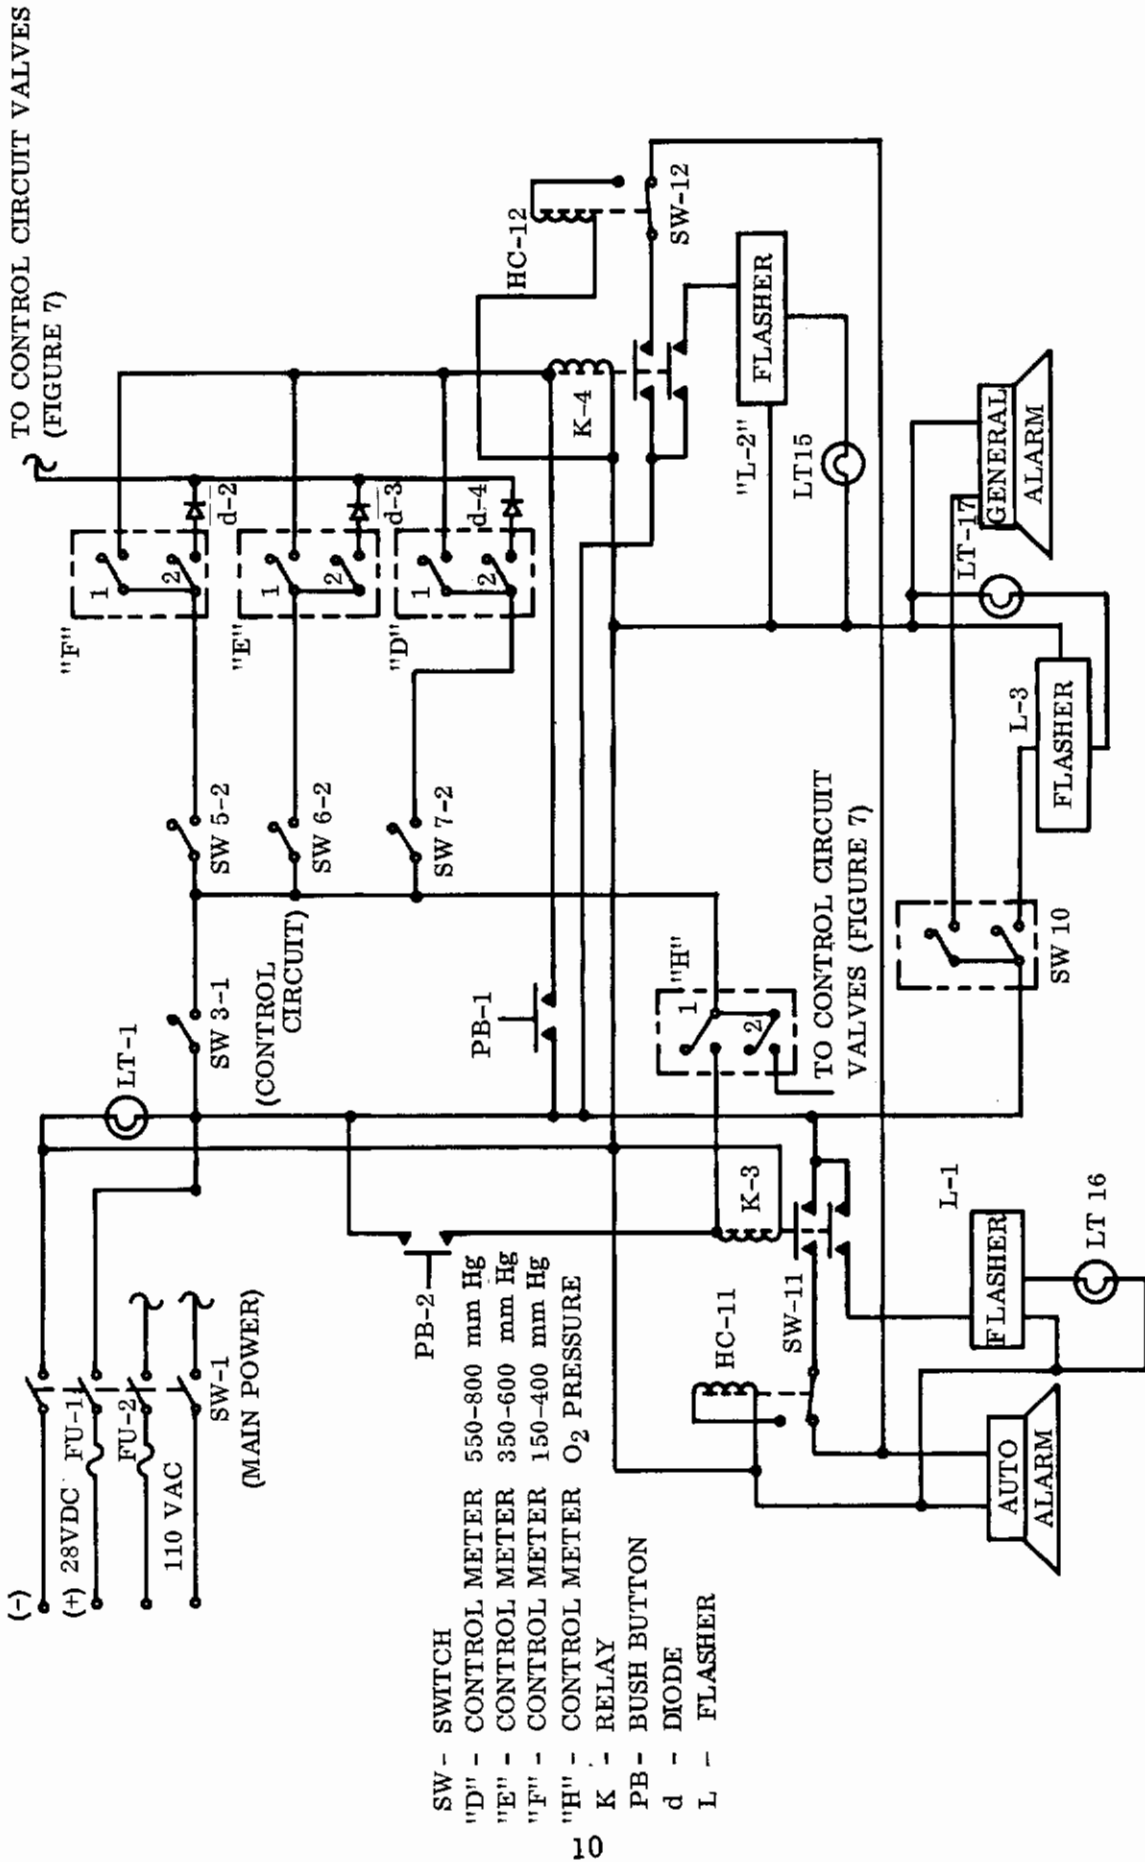 TO CONTROL CIRCUIT VALVES
(FIGURE 7)
(-)
(+) 28VDC
FU-1
FU-2
110 VAC
SW-1
(MAIN POWER)
LT-1
SW 3-1
(CONTROL
CIRCUIT)
SW 5-2
SW 6-2
SW 7-2
"F"
1
2
d-2
"E"
1
2
d-3
"D"
1
2
d-4
HC-12
SW-12
K-4
PB-1
PB-2
"H"
1
2
TO CONTROL CIRCUIT
VALVES (FIGURE 7)
K-3
HC-11
SW-11
"L-2"
FLASHER
LT15
L-1
FLASHER
LT 16
AUTO
ALARM
SW 10
L-3
FLASHER
LT-17
GENERAL
ALARM
SW - SWITCH
"D" - CONTROL METER 550-800 mm Hg
"E" - CONTROL METER 350-600 mm Hg
"F" - CONTROL METER 150-400 mm Hg
"H" - CONTROL METER O2 PRESSURE
K - RELAY
PB - BUSH BUTTON
d - DIODE
L - FLASHER
10